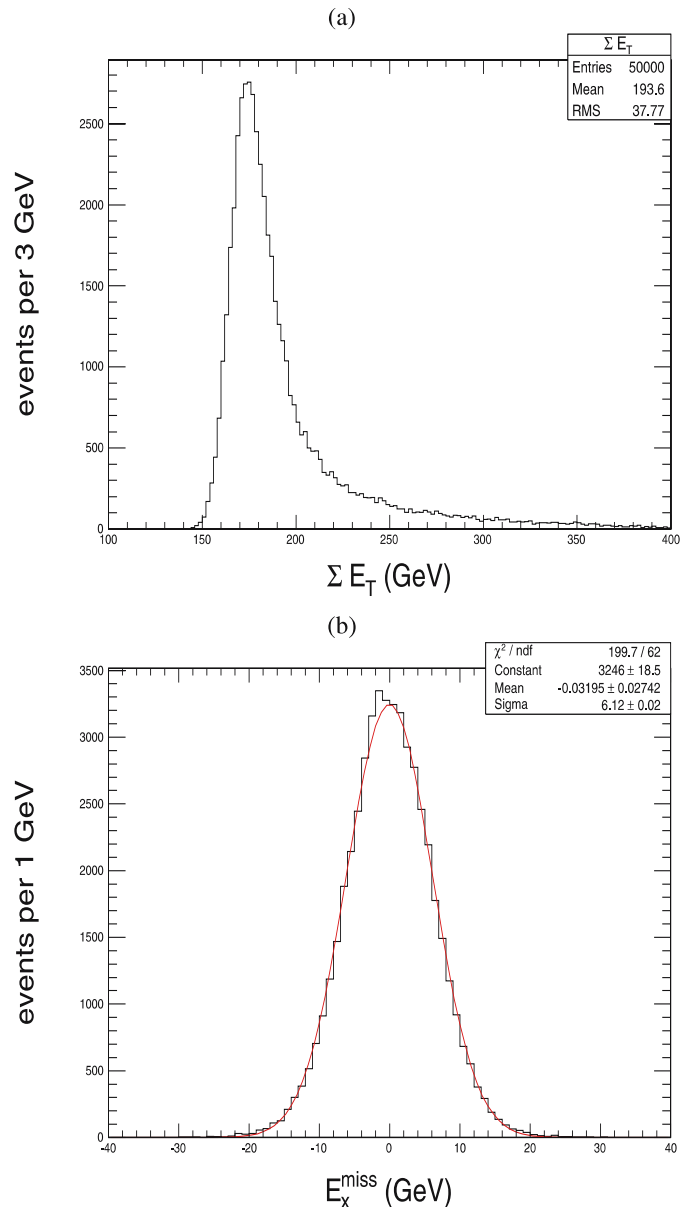 (a)
Σ E_T
Entries 50000
Mean 193.6
RMS 37.77
events per 3 GeV
2500
2000
1500
1000
500
0
100 150 200 250 300 350 400
Σ E_T (GeV)
(b)
χ² / ndf 199.7 / 62
Constant 3246 ± 18.5
Mean -0.03195 ± 0.02742
Sigma 6.12 ± 0.02
events per 1 GeV
3500
3000
2500
2000
1500
1000
500
0
-40 -30 -20 -10 0 10 20 30 40
E_x^miss (GeV)